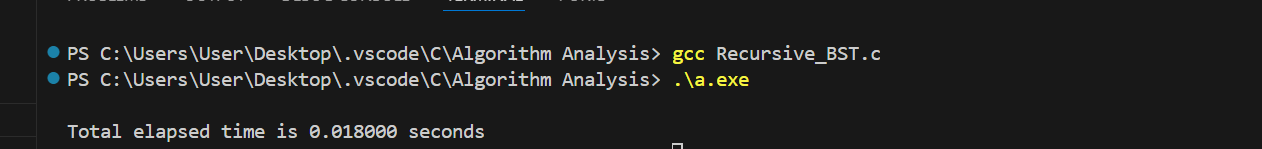 TERMINAL
PS C:\Users\User\Desktop\.vscode\C\Algorithm Analysis> gcc Recursive_BST.c
PS C:\Users\User\Desktop\.vscode\C\Algorithm Analysis> .\a.exe
Total elapsed time is 0.018000 seconds